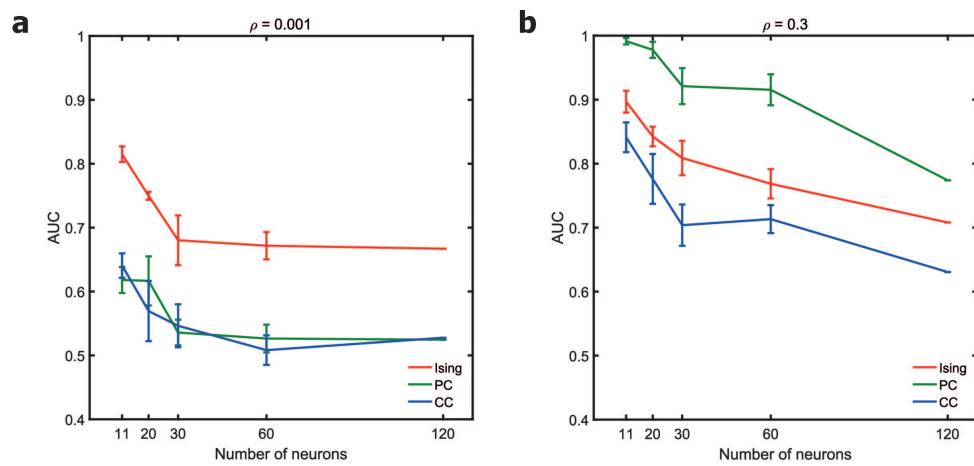 a
ρ = 0.001
1
0.9
0.8
0.7
0.6
0.5
0.4
AUC
11 20 30 60 120
Number of neurons
Ising
PC
CC
b
ρ = 0.3
1
0.9
0.8
0.7
0.6
0.5
0.4
AUC
11 20 30 60 120
Number of neurons
Ising
PC
CC